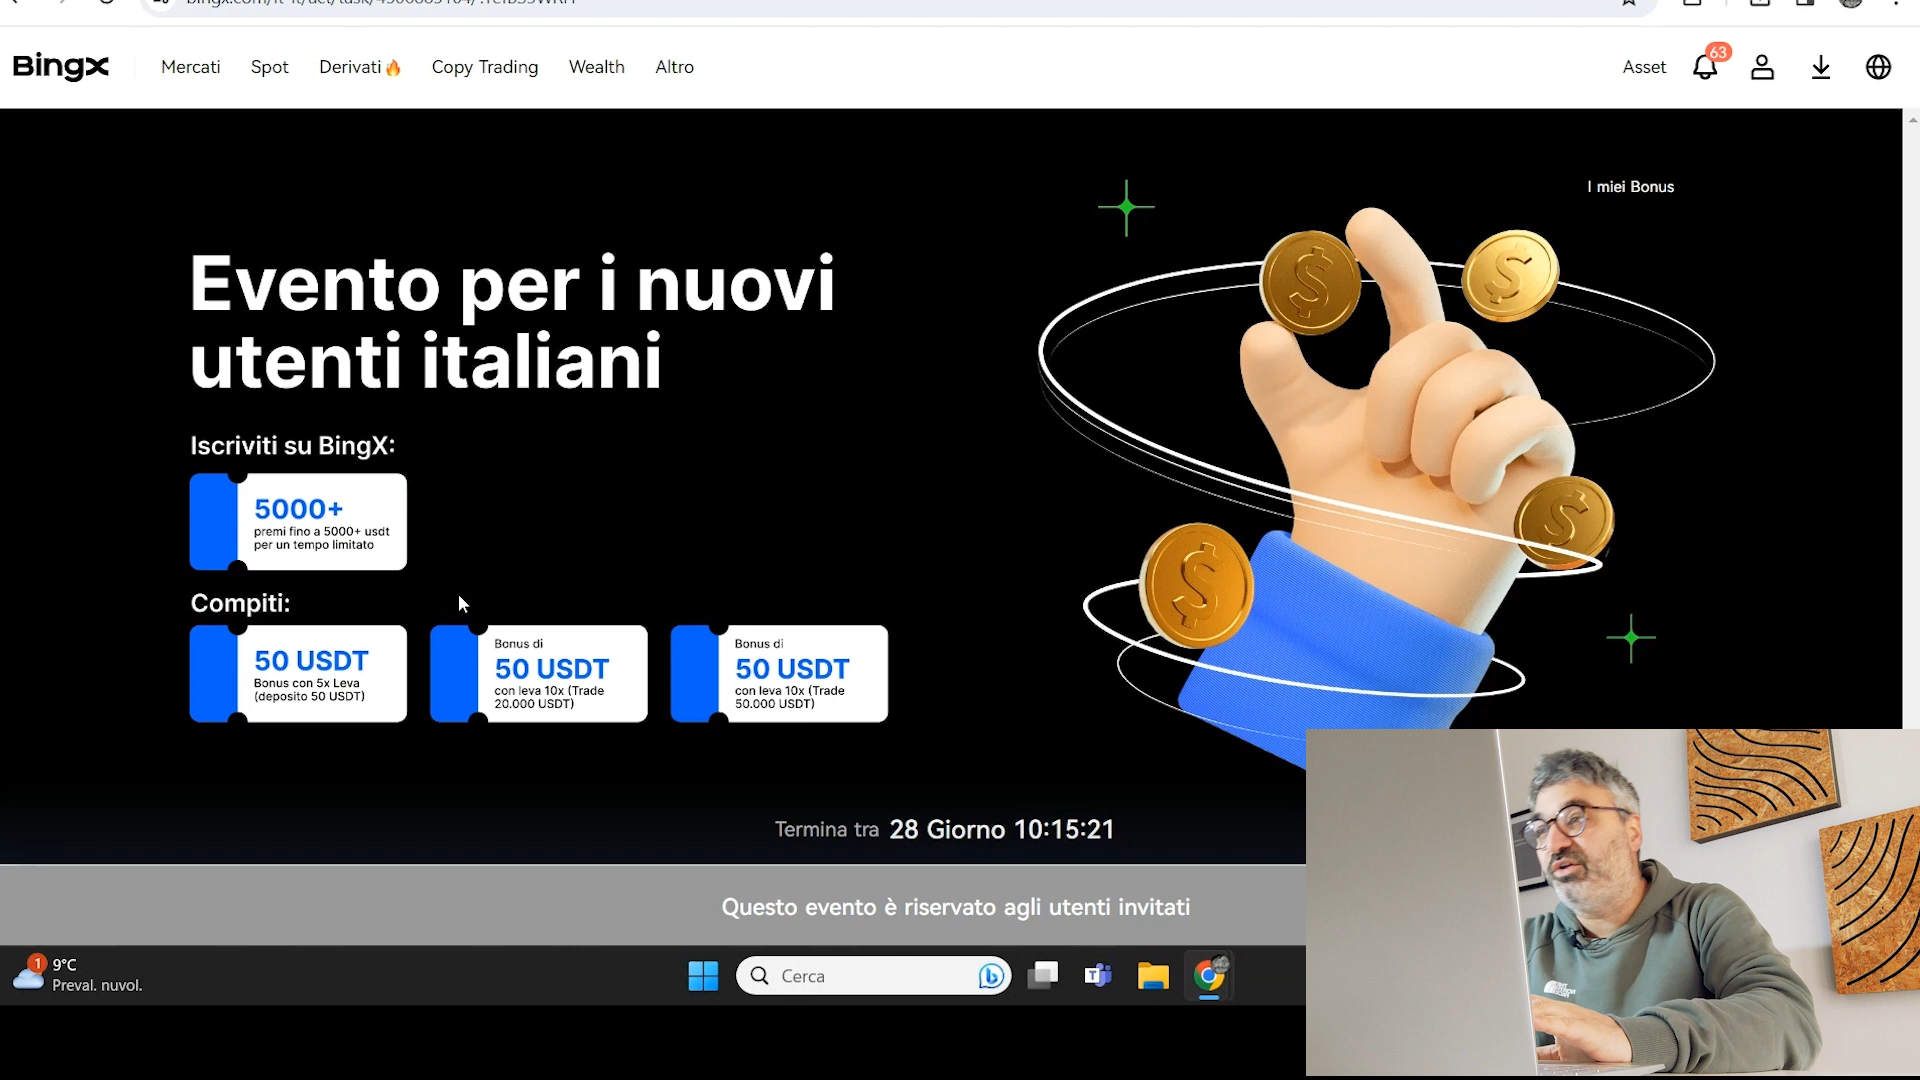 BingX
Mercati
Spot
Derivati
Copy Trading
Wealth
Altro
Asset
63
I miei Bonus
Evento per i nuovi
utenti italiani
Iscriviti su BingX:
5000+
premi fino a 5000+ usdt
per un tempo limitato
Compiti:
50 USDT
Bonus con 5x Leva
(deposito 50 USDT)
Bonus di
50 USDT
con leva 10x (Trade
20.000 USDT)
Bonus di
50 USDT
con leva 10x (Trade
50.000 USDT)
Termina tra 28 Giorno 10:15:21
Questo evento è riservato agli utenti invitati
1
9°C
Preval. nuvol.
Cerca